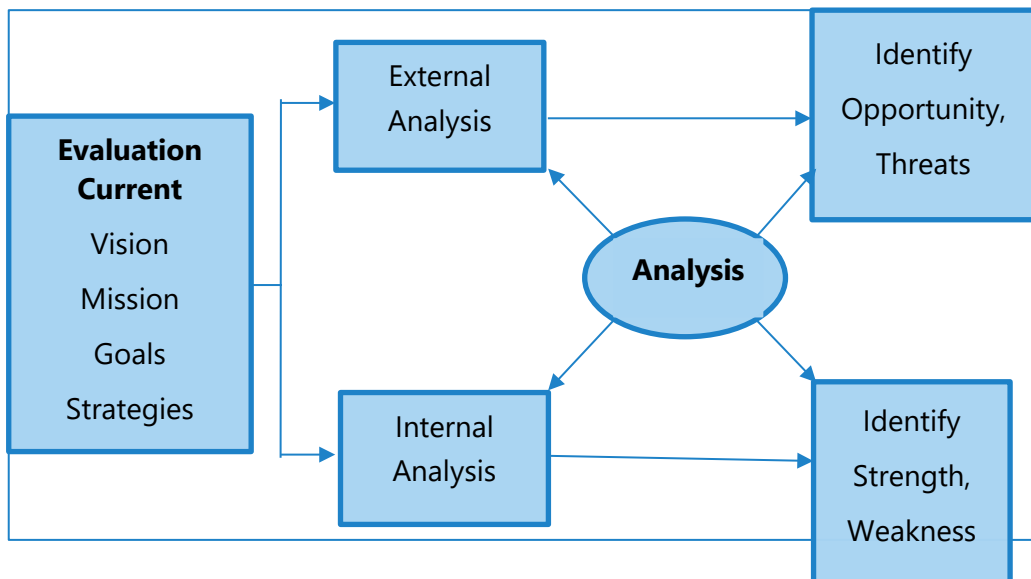 Evaluation
Current
Vision
Mission
Goals
Strategies
External
Analysis
Internal
Analysis
Analysis
Identify
Opportunity,
Threats
Identify
Strength,
Weakness